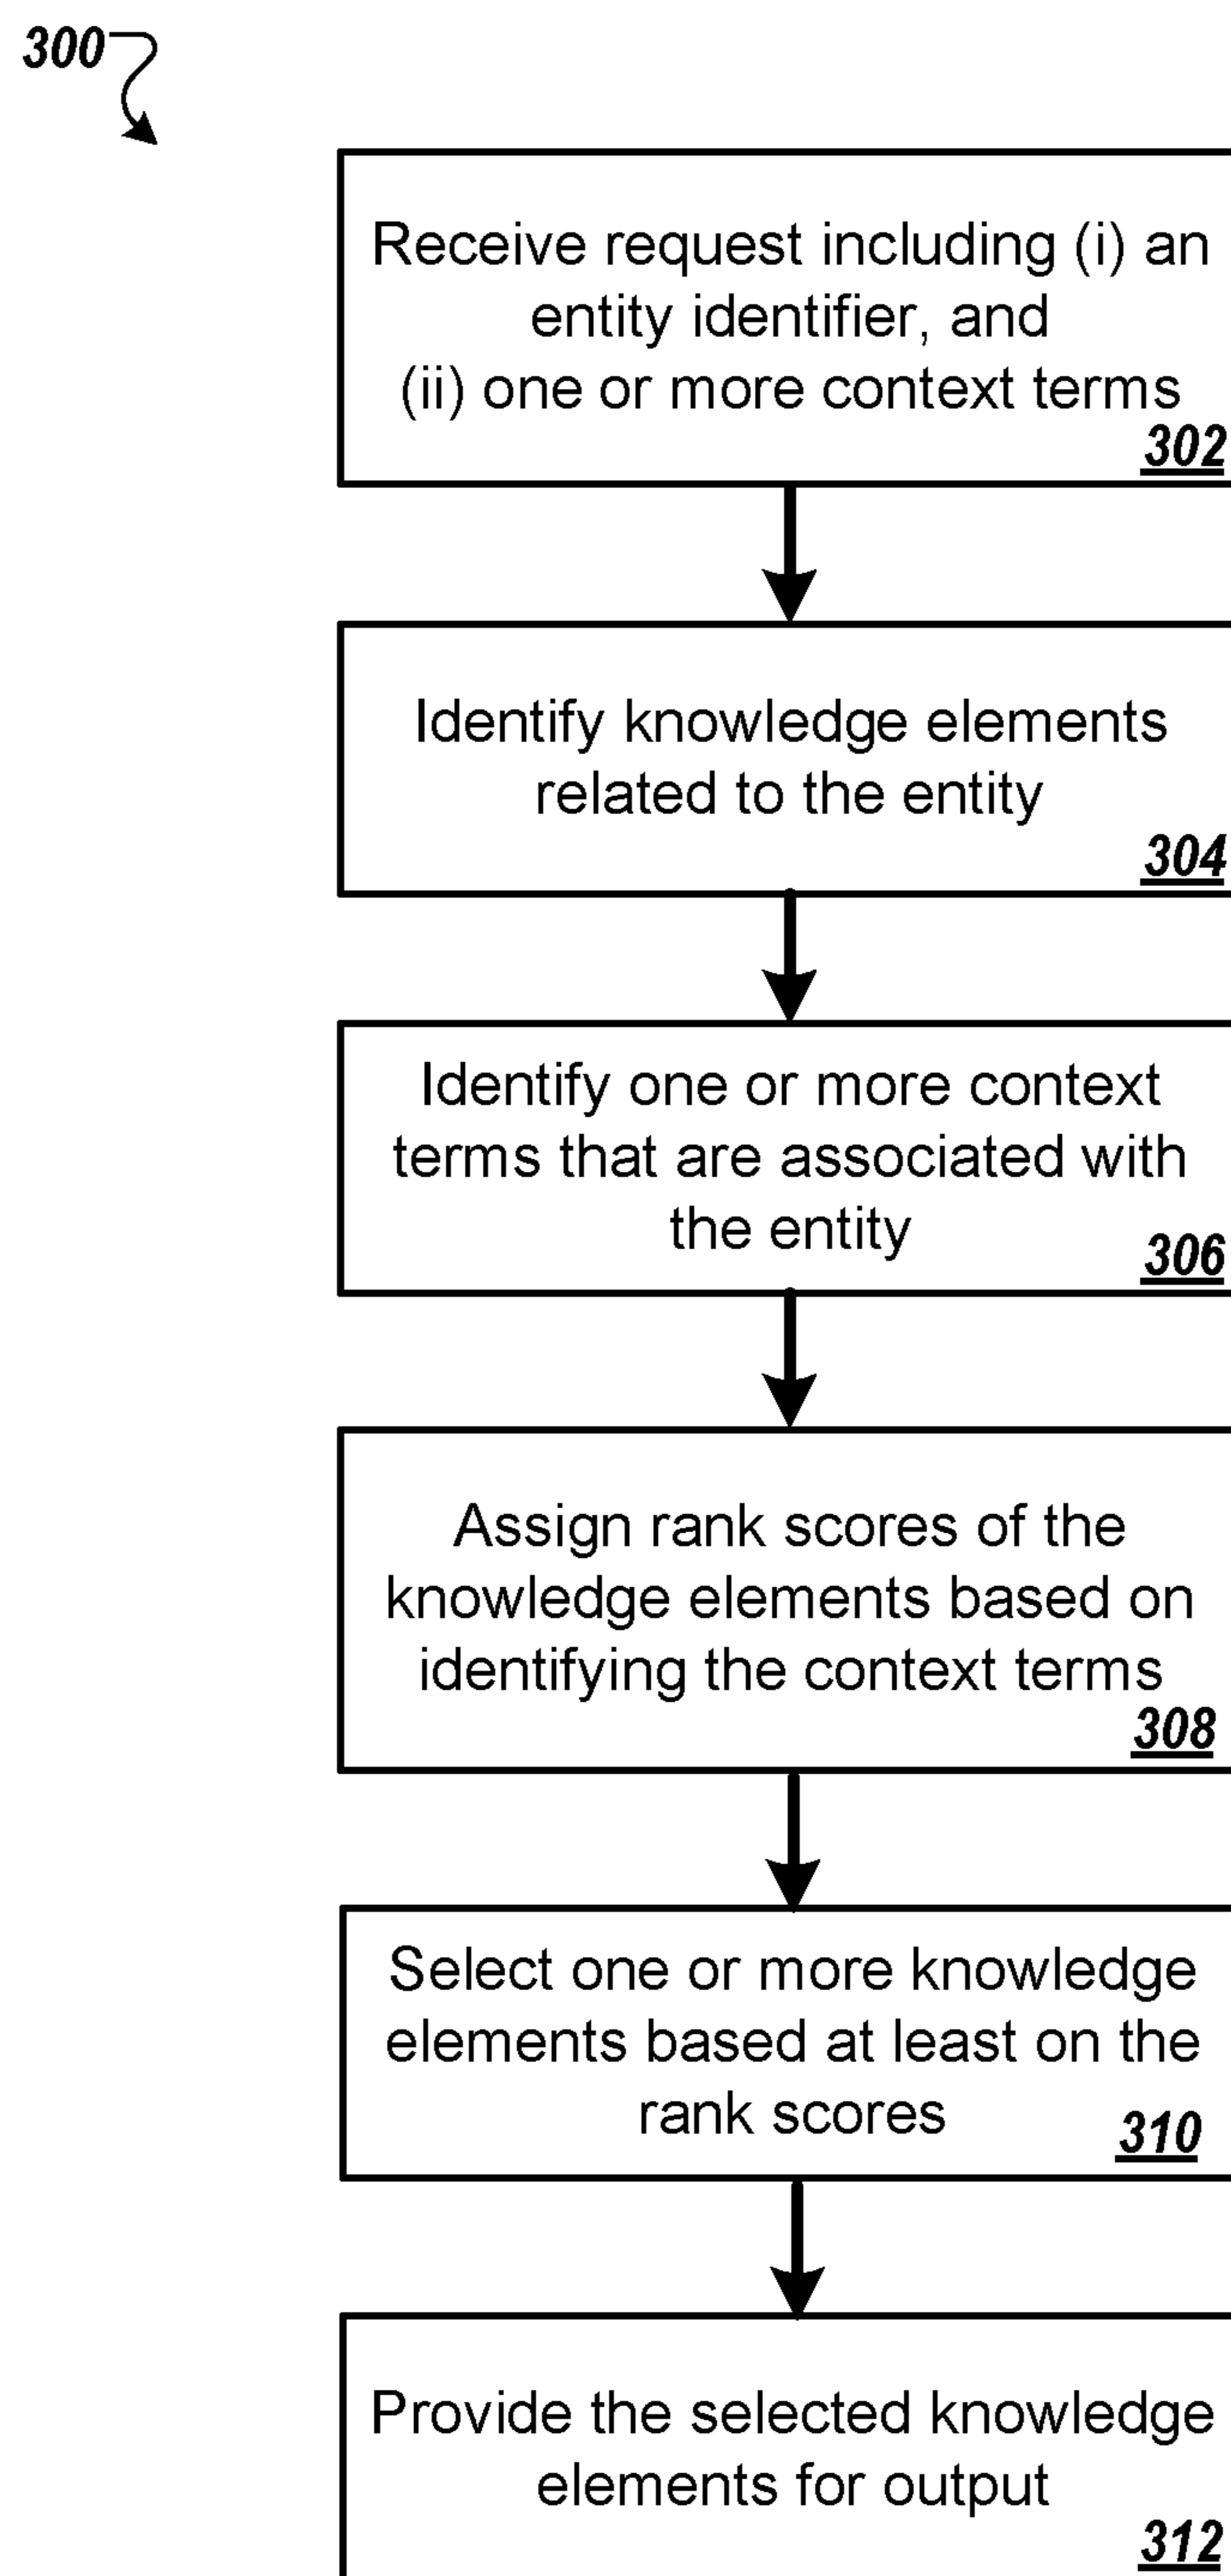 300
Receive request including (i) an
entity identifier, and
(ii) one or more context terms
302
Identify knowledge elements
related to the entity
304
Identify one or more context
terms that are associated with
the entity
306
Assign rank scores of the
knowledge elements based on
identifying the context terms
308
Select one or more knowledge
elements based at least on the
rank scores
310
Provide the selected knowledge
elements for output
312